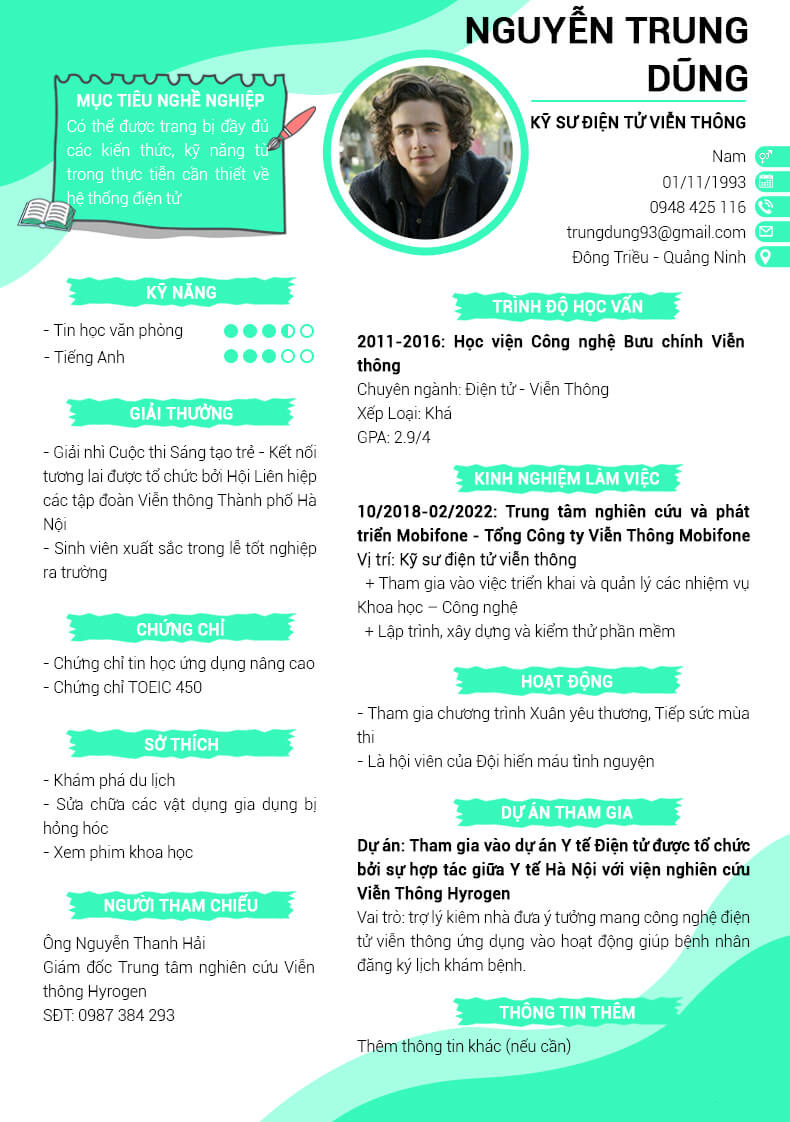 NGUYỄN TRUNG
DŨNG
KỸ SƯ ĐIỆN TỬ VIỄN THÔNG
Nam
01/11/1993
0948 425 116
trungdung93@gmail.com
Đông Triều - Quảng Ninh
MỤC TIÊU NGHỀ NGHIỆP
Có thể được trang bị đầy đủ
các kiến thức, kỹ năng từ
trong thực tiễn cần thiết về
hệ thống điện tử
KỸ NĂNG
- Tin học văn phòng
- Tiếng Anh
GIẢI THƯỞNG
- Giải nhì Cuộc thi Sáng tạo trẻ - Kết nối
tương lai được tổ chức bởi Hội Liên hiệp
các tập đoàn Viễn thông Thành phố Hà
Nội
- Sinh viên xuất sắc trong lễ tốt nghiệp
ra trường
CHỨNG CHỈ
- Chứng chỉ tin học ứng dụng nâng cao
- Chứng chỉ TOEIC 450
SỞ THÍCH
- Khám phá du lịch
- Sửa chữa các vật dụng gia dụng bị
hỏng hóc
- Xem phim khoa học
NGƯỜI THAM CHIẾU
Ông Nguyễn Thanh Hải
Giám đốc Trung tâm nghiên cứu Viễn
thông Hyrogen
SĐT: 0987 384 293
TRÌNH ĐỘ HỌC VẤN
2011-2016: Học viện Công nghệ Bưu chính Viễn
thông
Chuyên ngành: Điện tử - Viễn Thông
Xếp Loại: Khá
GPA: 2.9/4
KINH NGHIỆM LÀM VIỆC
10/2018-02/2022: Trung tâm nghiên cứu và phát
triển Mobifone - Tổng Công ty Viễn Thông Mobifone
Vị trí: Kỹ sư điện tử viễn thông
+ Tham gia vào việc triển khai và quản lý các nhiệm vụ
Khoa học – Công nghệ
+ Lập trình, xây dựng và kiểm thử phần mềm
HOẠT ĐỘNG
- Tham gia chương trình Xuân yêu thương, Tiếp sức mùa
thi
- Là hội viên của Đội hiến máu tình nguyện
DỰ ÁN THAM GIA
Dự án: Tham gia vào dự án Y tế Điện tử được tổ chức
bởi sự hợp tác giữa Y tế Hà Nội với viện nghiên cứu
Viễn Thông Hyrogen
Vai trò: trợ lý kiêm nhà đưa ý tưởng mang công nghệ điện
tử viễn thông ứng dụng vào hoạt động giúp bệnh nhân
đăng ký lịch khám bệnh.
THÔNG TIN THÊM
Thêm thông tin khác (nếu cần)